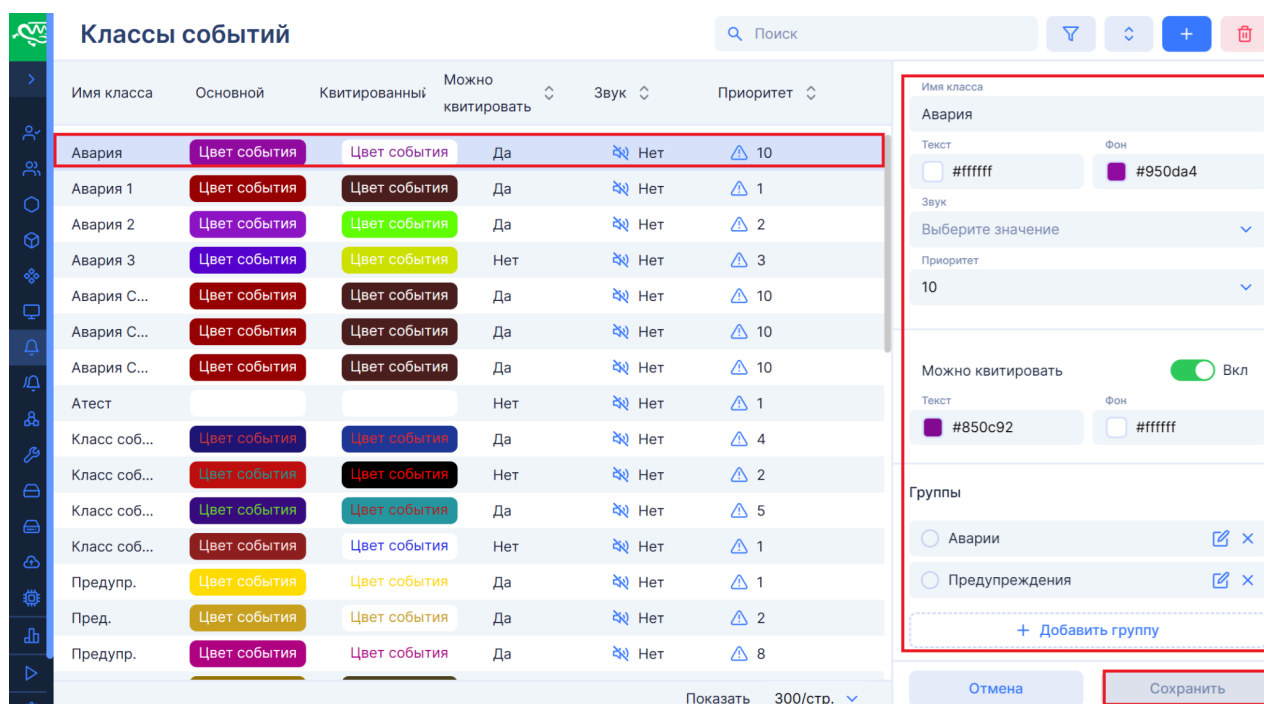 Классы событий
Поиск
Имя класса Основной Квитированный Можно квитировать Звук Приоритет
Авария Цвет события Цвет события Да Нет 10
Авария 1 Цвет события Цвет события Да Нет 1
Авария 2 Цвет события Цвет события Да Нет 2
Авария 3 Цвет события Цвет события Нет Нет 3
Авария С... Цвет события Цвет события Да Нет 10
Авария С... Цвет события Цвет события Да Нет 10
Авария С... Цвет события Цвет события Да Нет 10
Атест Нет Нет 1
Класс соб... Цвет события Цвет события Да Нет 4
Класс соб... Цвет события Цвет события Нет Нет 2
Класс соб... Цвет события Цвет события Да Нет 5
Класс соб... Цвет события Цвет события Нет Нет 1
Предупр. Цвет события Цвет события Да Нет 1
Пред. Цвет события Цвет события Да Нет 2
Предупр. Цвет события Цвет события Да Нет 8
Показать 300/стр.
Имя класса
Авария
Текст Фон
#ffffff #950da4
Звук
Выберите значение
Приоритет
10
Можно квитировать Вкл
Текст Фон
#850c92 #ffffff
Группы
Аварии
Предупреждения
+ Добавить группу
Отмена Сохранить